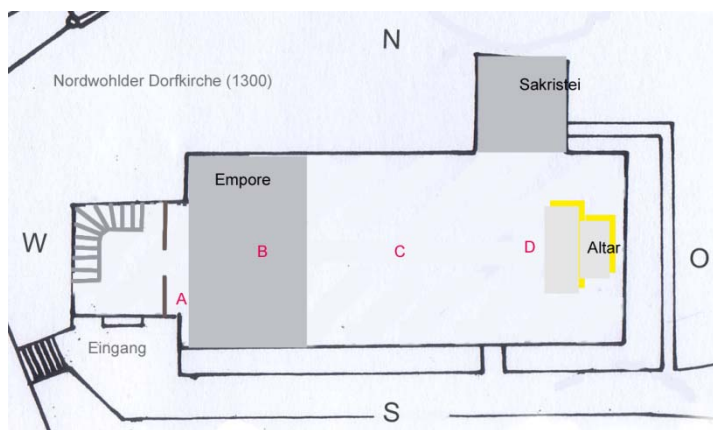 N
Nordwohlder Dorfkirche (1300)
Sakristei
Empore
W
B
C
D
Altar
O
A
Eingang
S